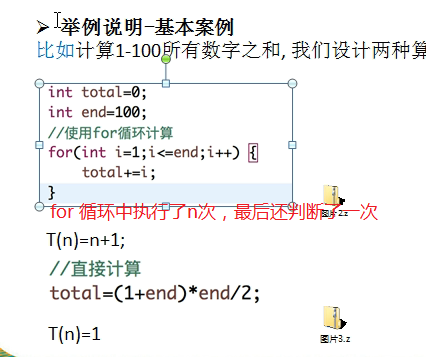 ➢ 举例说明-基本案例
比如计算1-100所有数字之和, 我们设计两种算
int total=0;
int end=100;
//使用for循环计算
for(int i=1;i<=end;i++) {
total+=i;
}
图片2.z
for 循环中执行了n次，最后还判断了一次
T(n)=n+1;
//直接计算
total=(1+end)*end/2;
图片3.z
T(n)=1